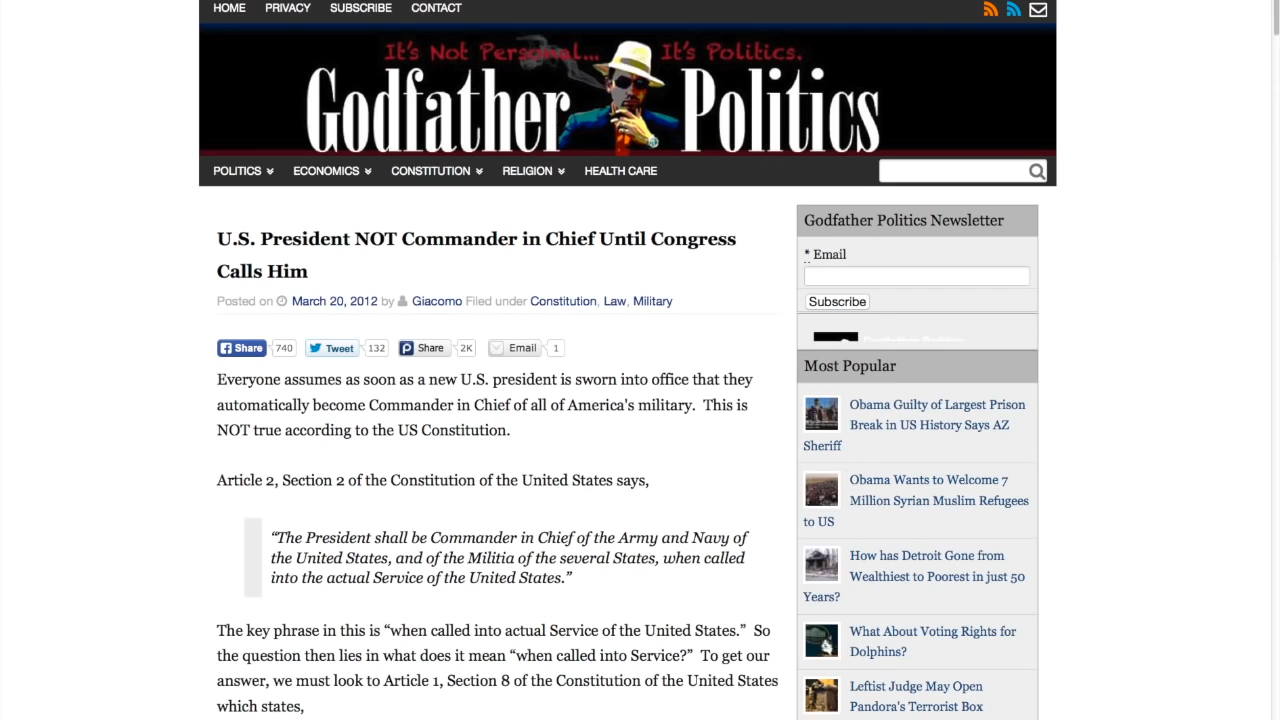 HOME PRIVACY SUBSCRIBE CONTACT
It's Not Personal... It's Politics.
Godfather Politics
POLITICS ECONOMICS CONSTITUTION RELIGION HEALTH CARE
U.S. President NOT Commander in Chief Until Congress
Calls Him
Posted on March 20, 2012 by Giacomo Filed under Constitution, Law, Military
Share 740 Tweet 132 Share 2K Email 1
Everyone assumes as soon as a new U.S. president is sworn into office that they
automatically become Commander in Chief of all of America's military. This is
NOT true according to the US Constitution.
Article 2, Section 2 of the Constitution of the United States says,
“The President shall be Commander in Chief of the Army and Navy of
the United States, and of the Militia of the several States, when called
into the actual Service of the United States.”
The key phrase in this is “when called into actual Service of the United States.” So
the question then lies in what does it mean “when called into Service?” To get our
answer, we must look to Article 1, Section 8 of the Constitution of the United States
which states,
Godfather Politics Newsletter
* Email
Subscribe
Most Popular
Obama Guilty of Largest Prison
Break in US History Says AZ
Sheriff
Obama Wants to Welcome 7
Million Syrian Muslim Refugees
to US
How has Detroit Gone from
Wealthiest to Poorest in just 50
Years?
What About Voting Rights for
Dolphins?
Leftist Judge May Open
Pandora's Terrorist Box